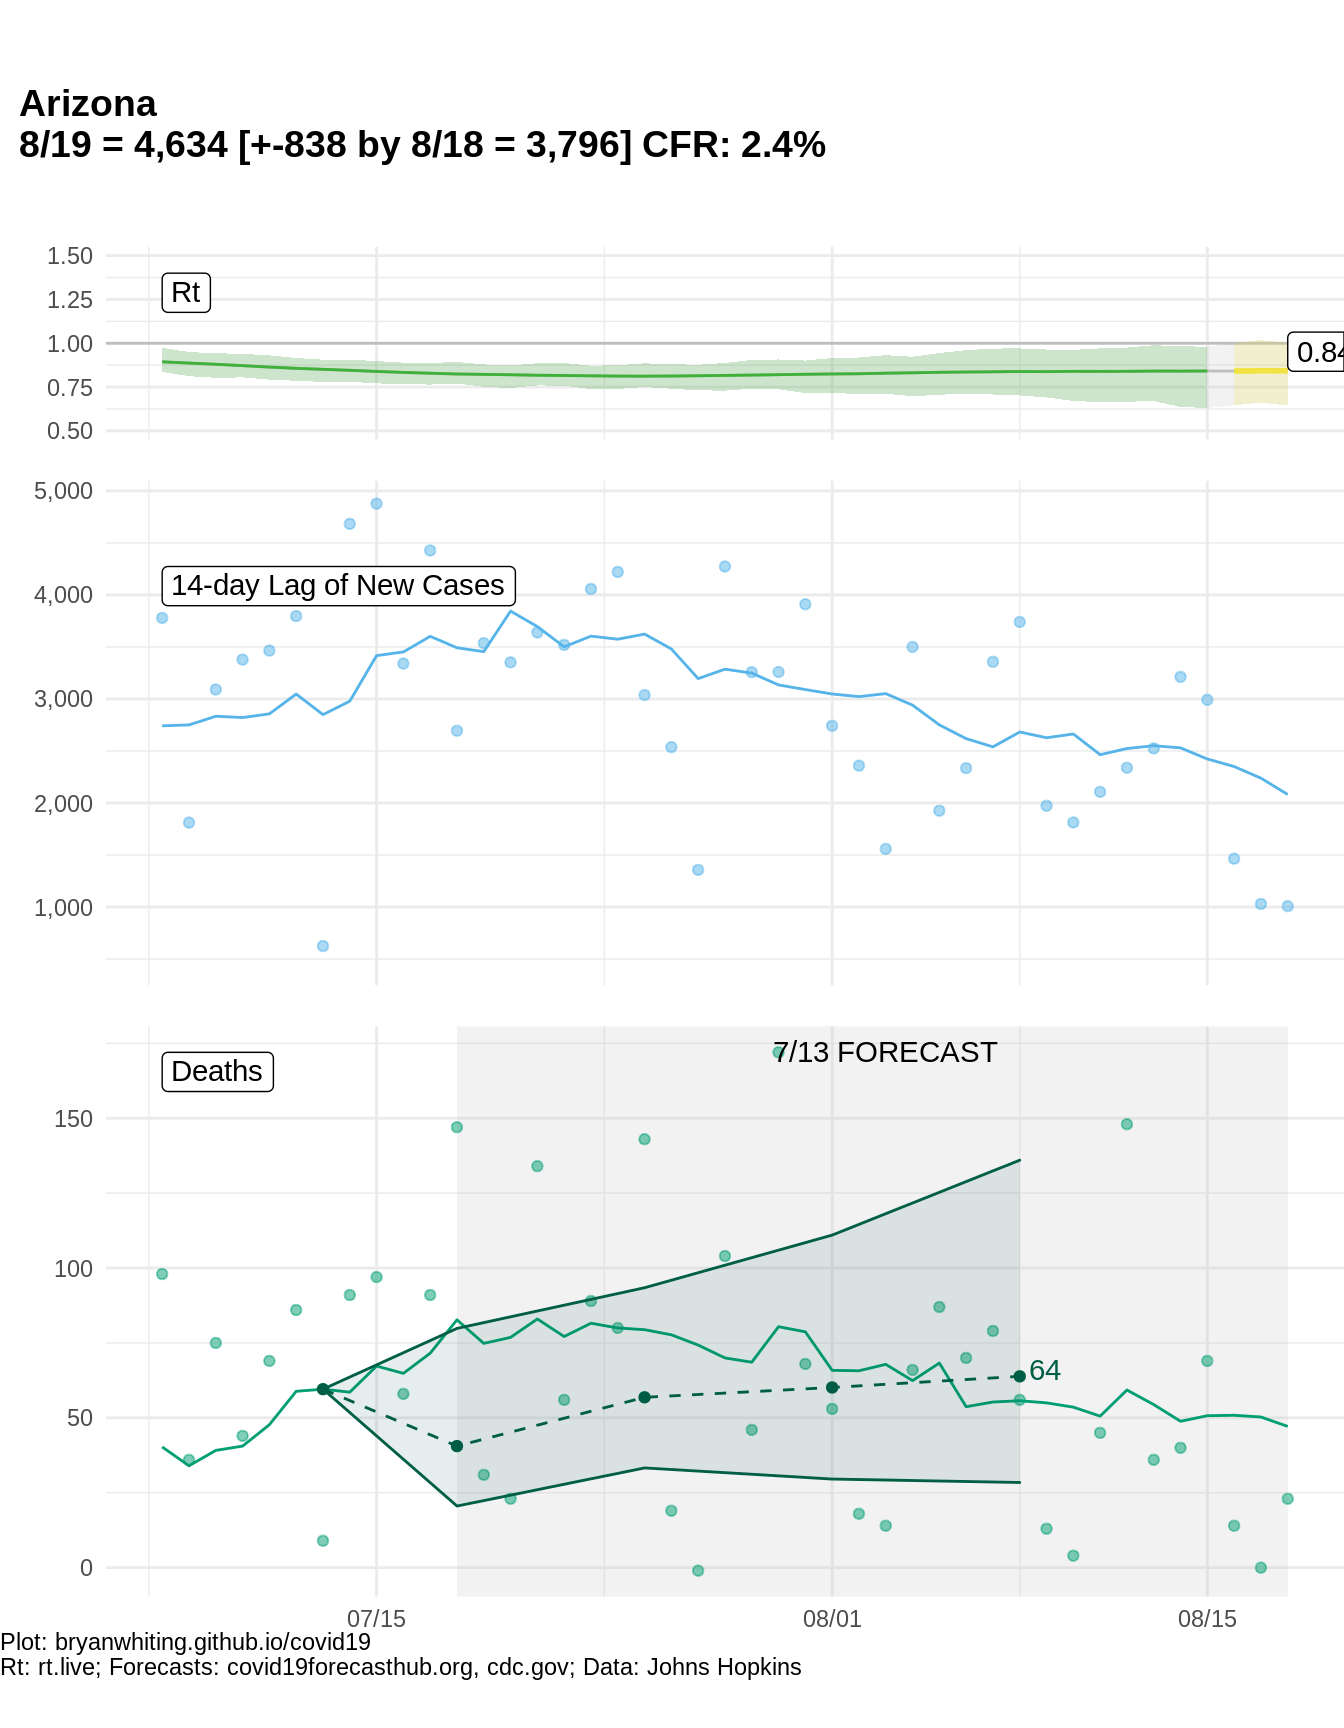 Arizona
8/19 = 4,634 [+-838 by 8/18 = 3,796] CFR: 2.4%
1.50
1.25
1.00
0.75
0.50
Rt
0.84
5,000
4,000
3,000
2,000
1,000
14-day Lag of New Cases
Deaths
7/13 FORECAST
150
100
50
0
64
07/15
08/01
08/15
Plot: bryanwhiting.github.io/covid19
Rt: rt.live; Forecasts: covid19forecasthub.org, cdc.gov; Data: Johns Hopkins